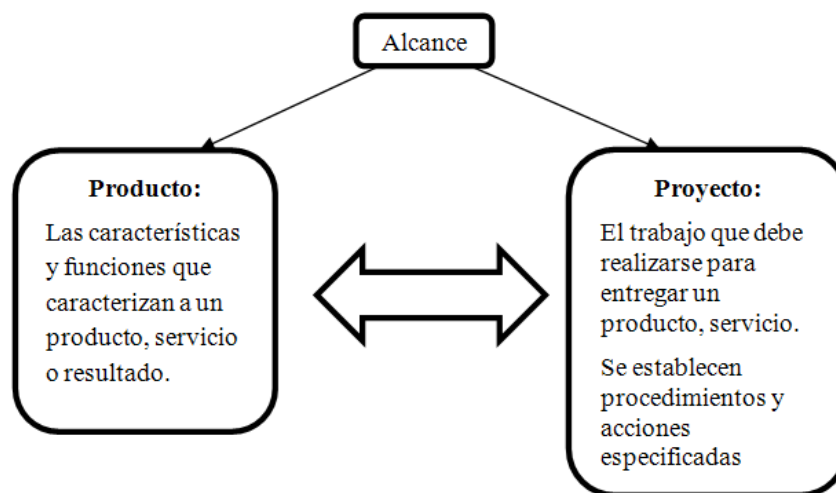 Alcance
Producto:
Las características
y funciones que
caracterizan a un
producto, servicio
o resultado.
Proyecto:
El trabajo que debe
realizarse para
entregar un
producto, servicio.
Se establecen
procedimientos y
acciones
especificadas